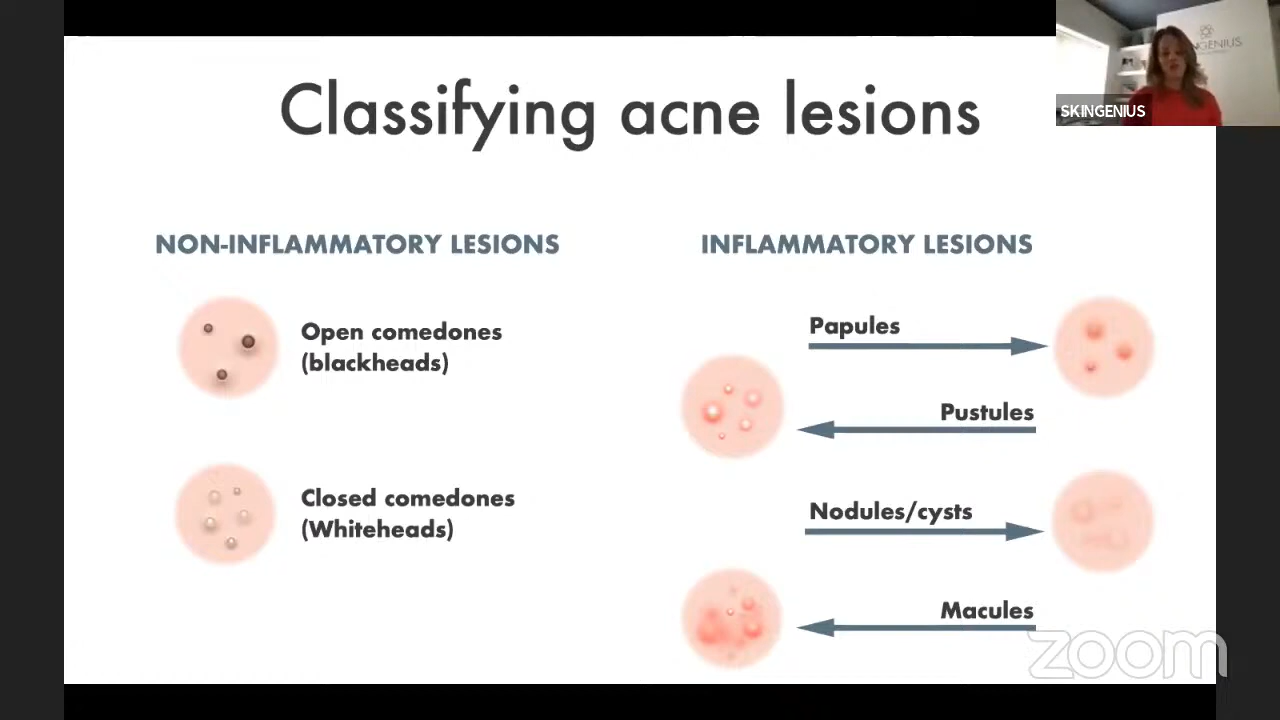 Classifying acne lesions
SKINGENIUS
NON-INFLAMMATORY LESIONS
Open comedones
(blackheads)
Closed comedones
(Whiteheads)
INFLAMMATORY LESIONS
Papules
Pustules
Nodules/cysts
Macules
zoom